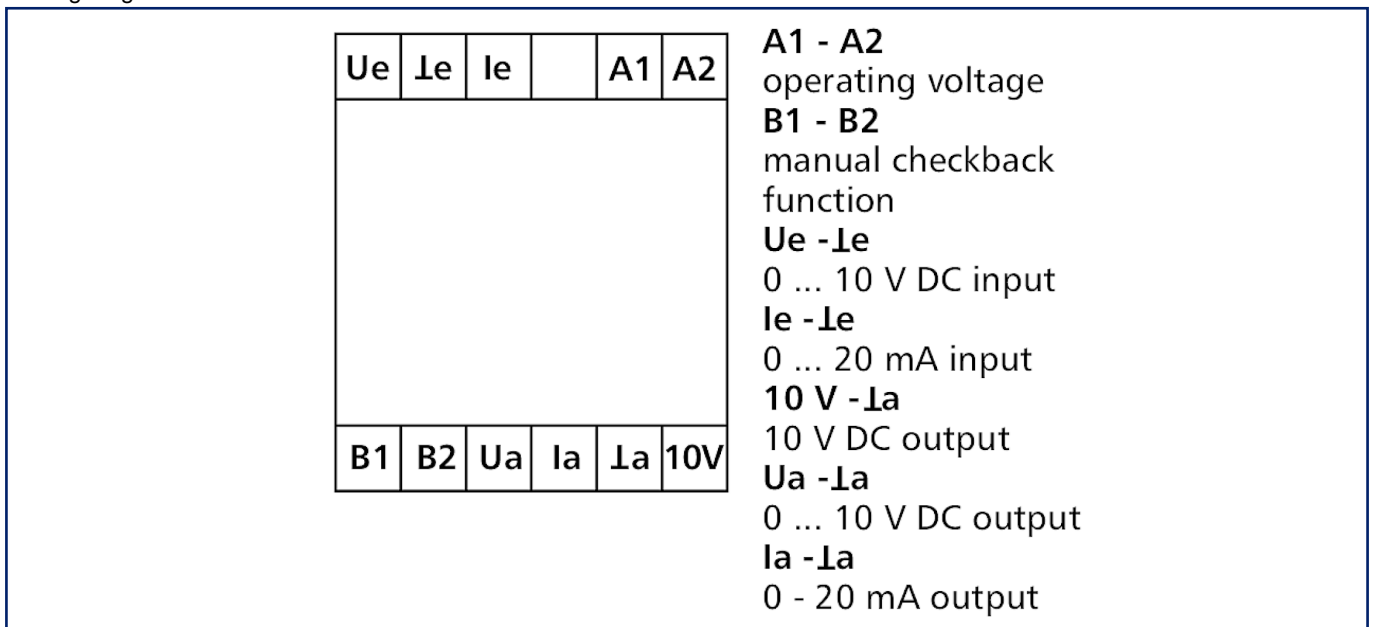 Ue ⊥e Ie A1 A2
B1 B2 Ua Ia ⊥a 10V
A1 - A2
operating voltage
B1 - B2
manual checkback
function
Ue -⊥e
0 ... 10 V DC input
Ie -⊥e
0 ... 20 mA input
10 V -⊥a
10 V DC output
Ua -⊥a
0 ... 10 V DC output
Ia -⊥a
0 - 20 mA output